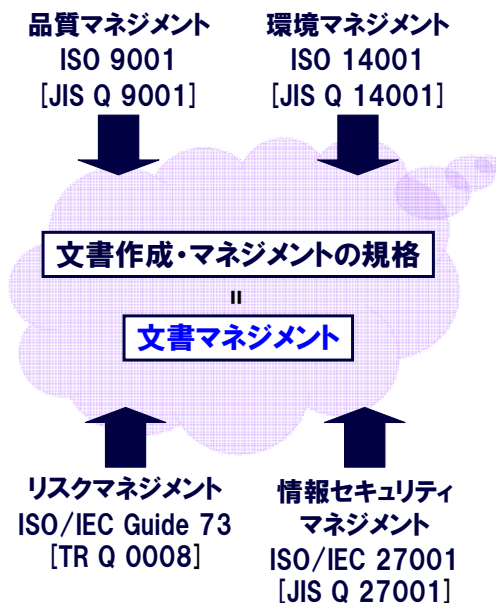 品質マネジメント
ISO 9001
[JIS Q 9001]
環境マネジメント
ISO 14001
[JIS Q 14001]
文書作成・マネジメントの規格
=
文書マネジメント
リスクマネジメント
ISO/IEC Guide 73
[TR Q 0008]
情報セキュリティ
マネジメント
ISO/IEC 27001
[JIS Q 27001]